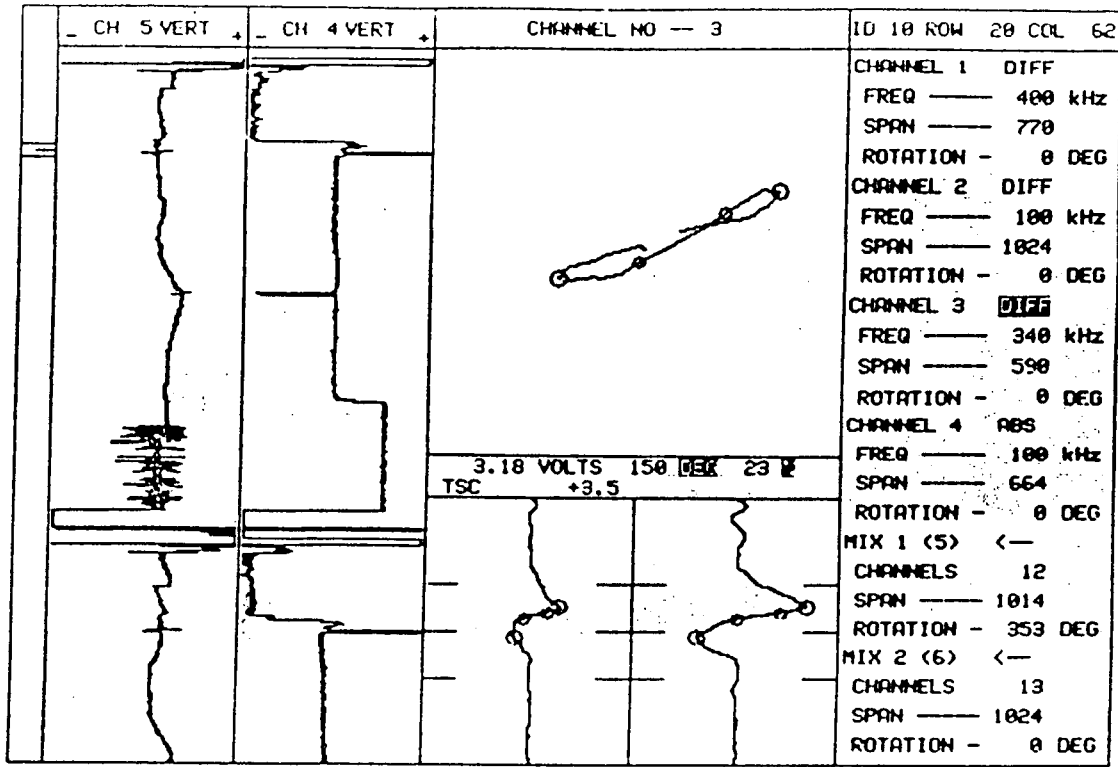 - CH 5 VERT +
- CH 4 VERT +
CHANNEL NO -- 3
ID 10 ROW 20 COL 62
CHANNEL 1 DIFF
FREQ —— 400 kHz
SPAN —— 770
ROTATION - 0 DEG
CHANNEL 2 DIFF
FREQ —— 100 kHz
SPAN —— 1024
ROTATION - 0 DEG
CHANNEL 3 DIFF
FREQ —— 340 kHz
SPAN —— 590
ROTATION - 0 DEG
CHANNEL 4 ABS
FREQ —— 100 kHz
SPAN —— 664
ROTATION - 0 DEG
MIX 1 (5) <—
CHANNELS 12
SPAN —— 1014
ROTATION - 353 DEG
MIX 2 (6) <—
CHANNELS 13
SPAN —— 1024
ROTATION - 0 DEG
3.18 VOLTS 150 DEG 23
TSC +3.5